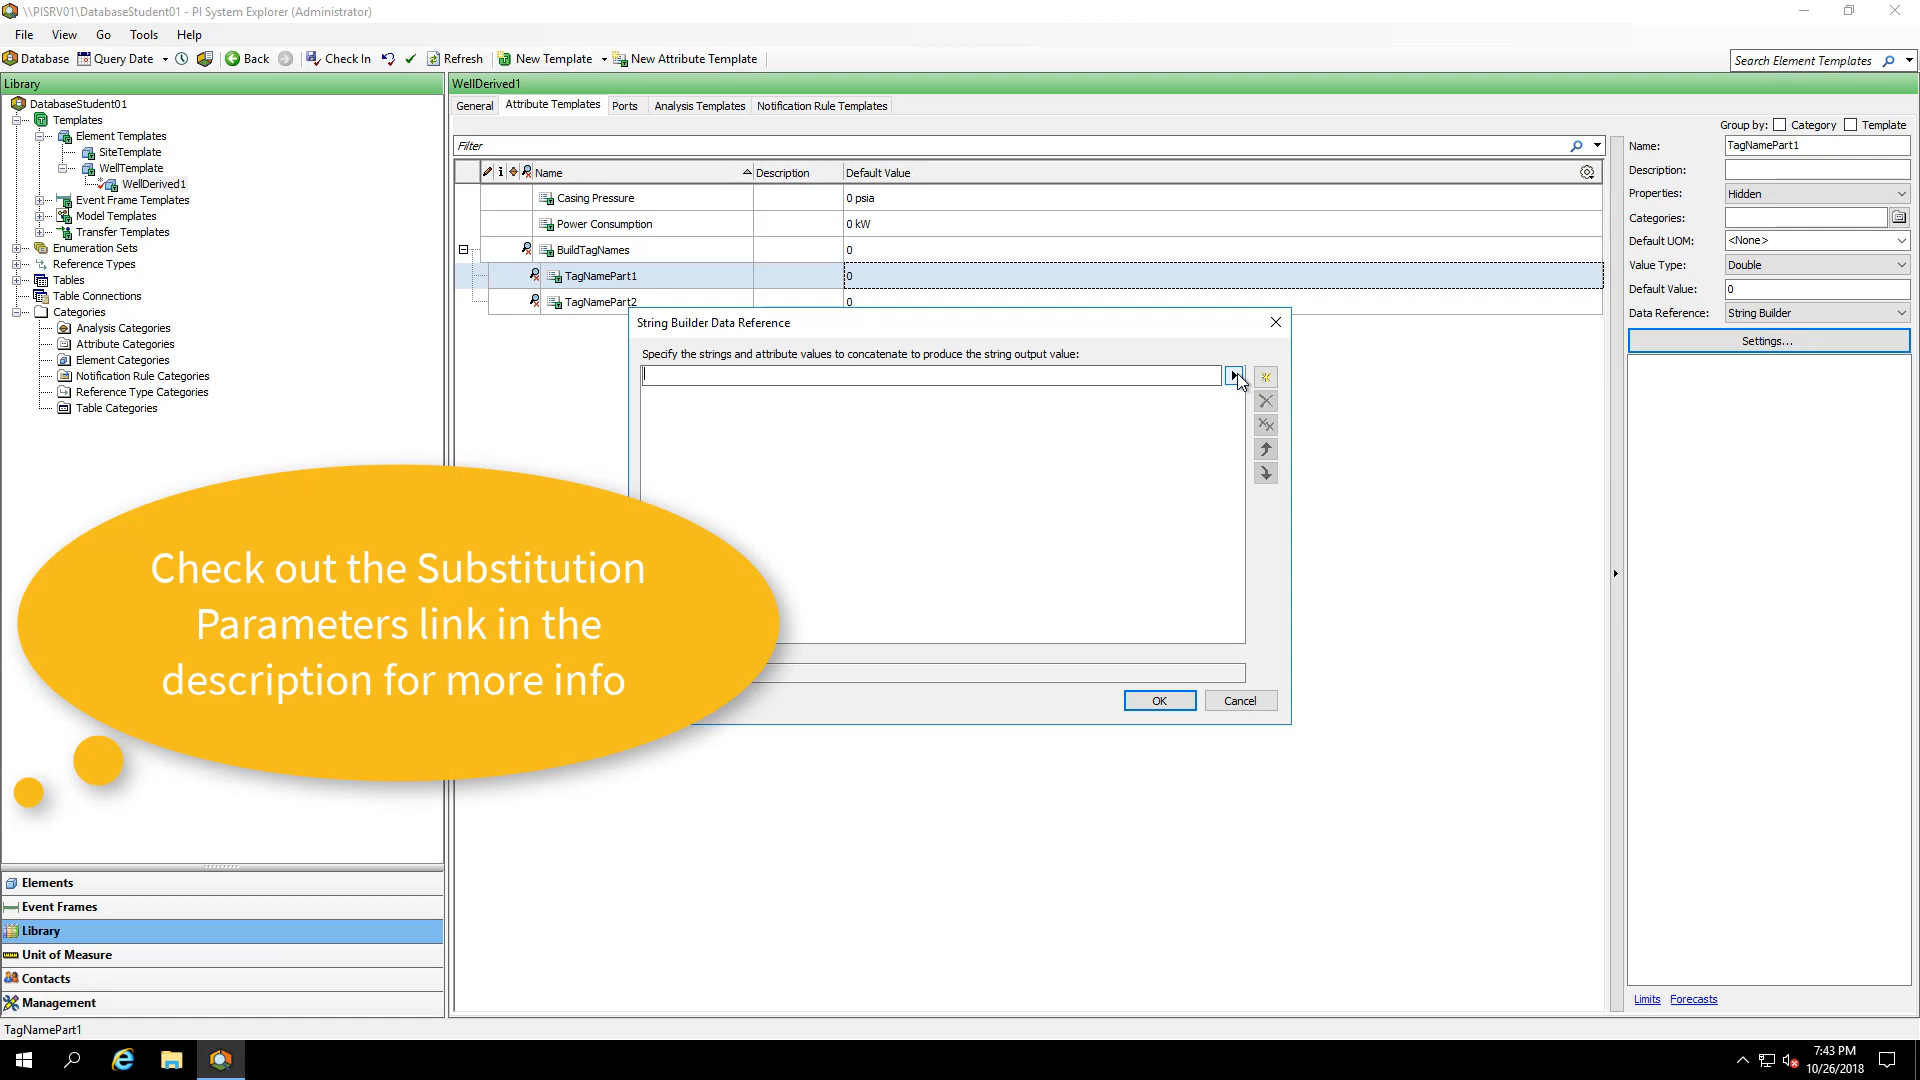 \\PISRV01\DatabaseStudent01 - PI System Explorer (Administrator)
File View Go Tools Help
Database Query Date Back Check In Refresh New Template New Attribute Template
Search Element Templates
Library
DatabaseStudent01
Templates
Element Templates
SiteTemplate
WellTemplate
WellDerived1
Event Frame Templates
Model Templates
Transfer Templates
Enumeration Sets
Reference Types
Tables
Table Connections
Categories
Analysis Categories
Attribute Categories
Element Categories
Notification Rule Categories
Reference Type Categories
Table Categories
Elements
Event Frames
Library
Unit of Measure
Contacts
Management
TagNamePart1
WellDerived1
General Attribute Templates Ports Analysis Templates Notification Rule Templates
Group by: Category Template
Filter
Name Description Default Value
Casing Pressure 0 psia
Power Consumption 0 kW
BuildTagNames 0
TagNamePart1 0
TagNamePart2 0
String Builder Data Reference
Specify the strings and attribute values to concatenate to produce the string output value:
OK Cancel
Check out the Substitution
Parameters link in the
description for more info
Name: TagNamePart1
Description:
Properties: Hidden
Categories:
Default UOM: <None>
Value Type: Double
Default Value: 0
Data Reference: String Builder
Settings...
Limits Forecasts
7:43 PM
10/26/2018